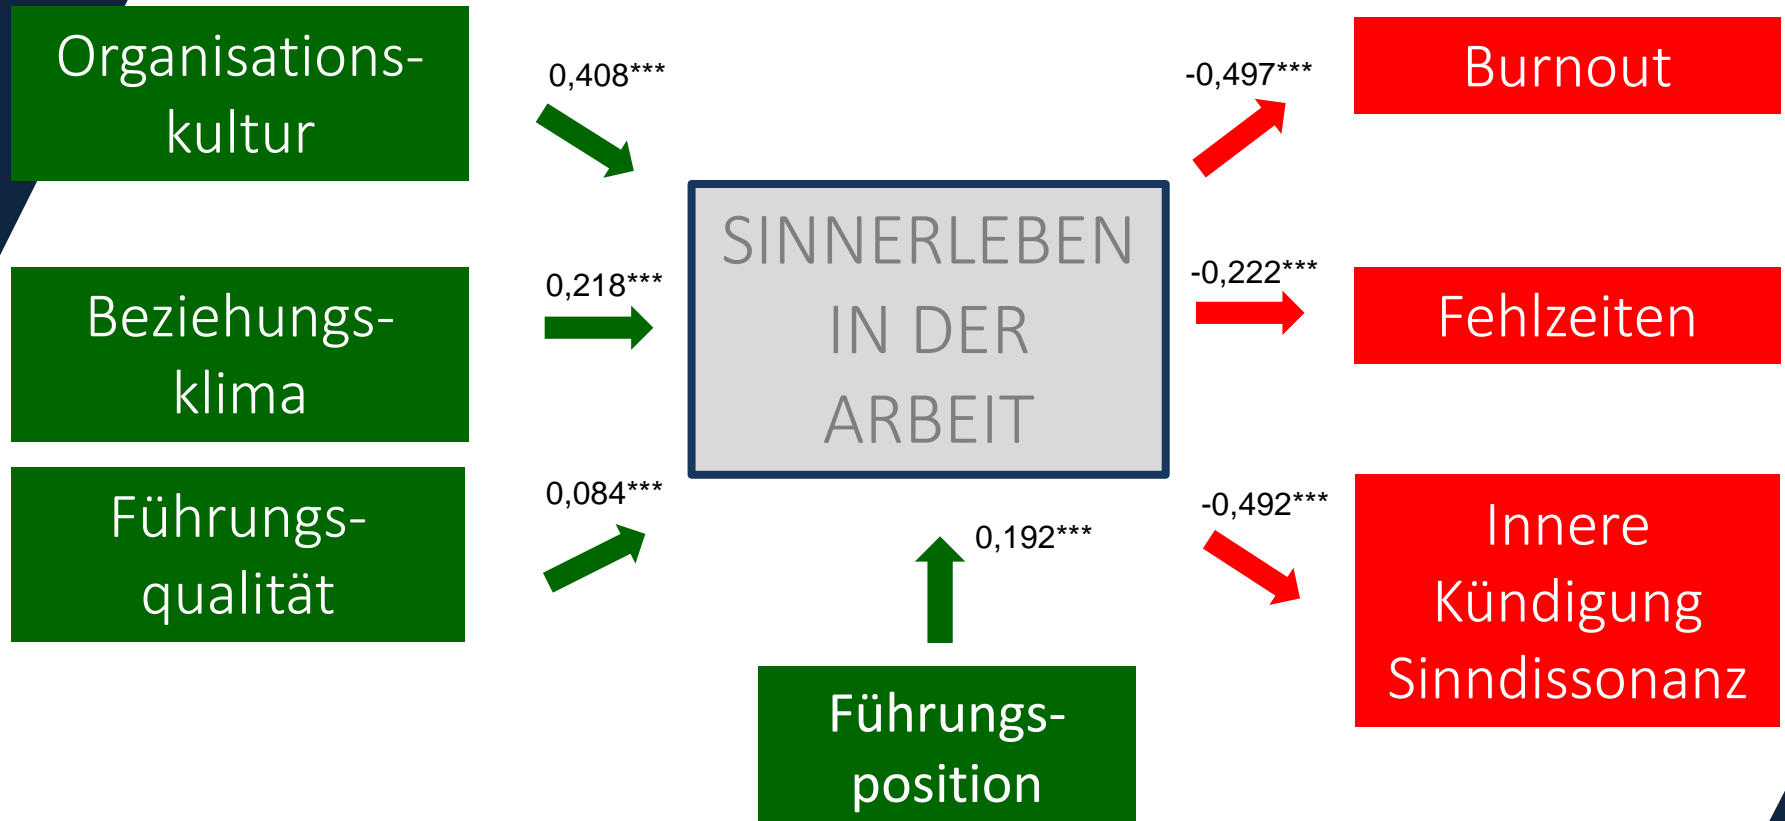 Organisations-
kultur
0,408***
Beziehungs-
klima
0,218***
Führungs-
qualität
0,084***
SINNERLEBEN
IN DER
ARBEIT
0,192***
Führungs-
position
-0,497***
Burnout
-0,222***
Fehlzeiten
-0,492***
Innere
Kündigung
Sinndissonanz